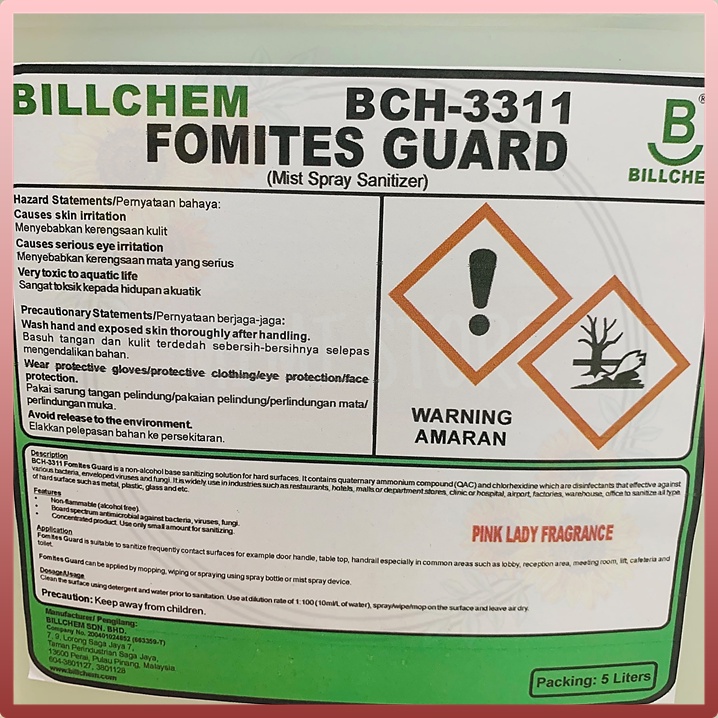 BILLCHEM BCH-3311
FOMITES GUARD
(Mist Spray Sanitizer)
B
®
BILLCHE
Hazard Statements/Pernyataan bahaya:
Causes skin irritation
Menyebabkan kerengsaan kulit
Causes serious eye irritation
Menyebabkan kerengsaan mata yang serius
Very toxic to aquatic life
Sangat toksik kepada hidupan akuatik
Precautionary Statements/Pernyataan berjaga-jaga:
Wash hand and exposed skin thoroughly after handling.
Basuh tangan dan kulit terdedah sebersih-bersihnya selepas
mengendalikan bahan.
Wear protective gloves/protective clothing/eye protection/face
protection.
Pakai sarung tangan pelindung/pakaian pelindung/perlindungan mata/
perlindungan muka.
Avoid release to the environment.
Elakkan pelepasan bahan ke persekitaran.
WARNING
AMARAN
Description
BCH-3311 Fomites Guard is a non-alcohol base sanitizing solution for hard surfaces. It contains quaternary ammonium compound (QAC) and chlorhexidine which are disinfectants that effective against
various bacteria, enveloped viruses and fungi. It is widely use in industries such as restaurants, hotels, malls or department stores, clinic or hospital, airport, factories, warehouse, office to sanitize all type
of hard surface such as metal, plastic, glass and etc.
Features
• Non-flammable (alcohol free).
• Board spectrum antimicrobial against bacteria, viruses, fungi.
• Concentrated product. Use only small amount for sanitizing.
PINK LADY FRAGRANCE
Application
Fomites Guard is suitable to sanitize frequently contact surfaces for example door handle, table top, handrail especially in common areas such as lobby, reception area, meeting room, lift, cafeteria and
toilet.
Fomites Guard can be applied by mopping, wiping or spraying using spray bottle or mist spray device.
Dosage/Usage
Clean the surface using detergent and water prior to sanitation. Use at dilution rate of 1:100 (10ml/L of water), spray/wipe/mop on the surface and leave air dry.
Precaution: Keep away from children.
Manufacturer/ Pengilang:
BILLCHEM SDN. BHD.
Company No. 200401024852 (663359-T)
7, 9, Lorong Saga Jaya 7,
Taman Perindustrian Saga Jaya,
13600 Perai, Pulau Pinang, Malaysia
604-3801127, 3801128
www.billchem.com
Packing: 5 Liters